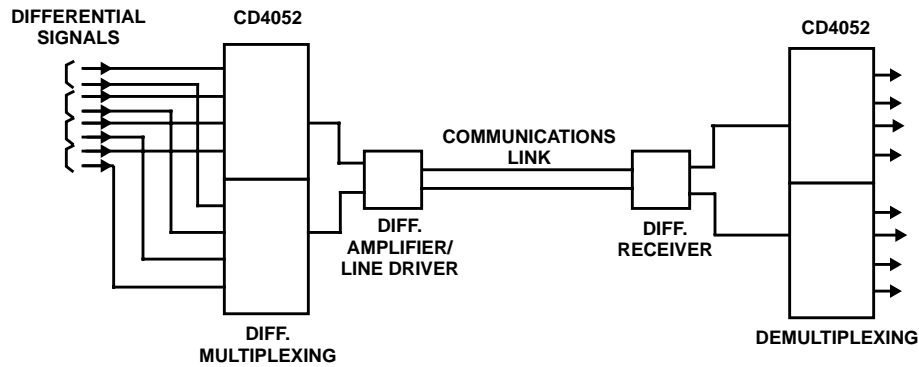 DIFFERENTIAL
SIGNALS
CD4052
CD4052
COMMUNICATIONS
LINK
DIFF.
AMPLIFIER/
LINE DRIVER
DIFF.
RECEIVER
DIFF.
MULTIPLEXING
DEMULTIPLEXING